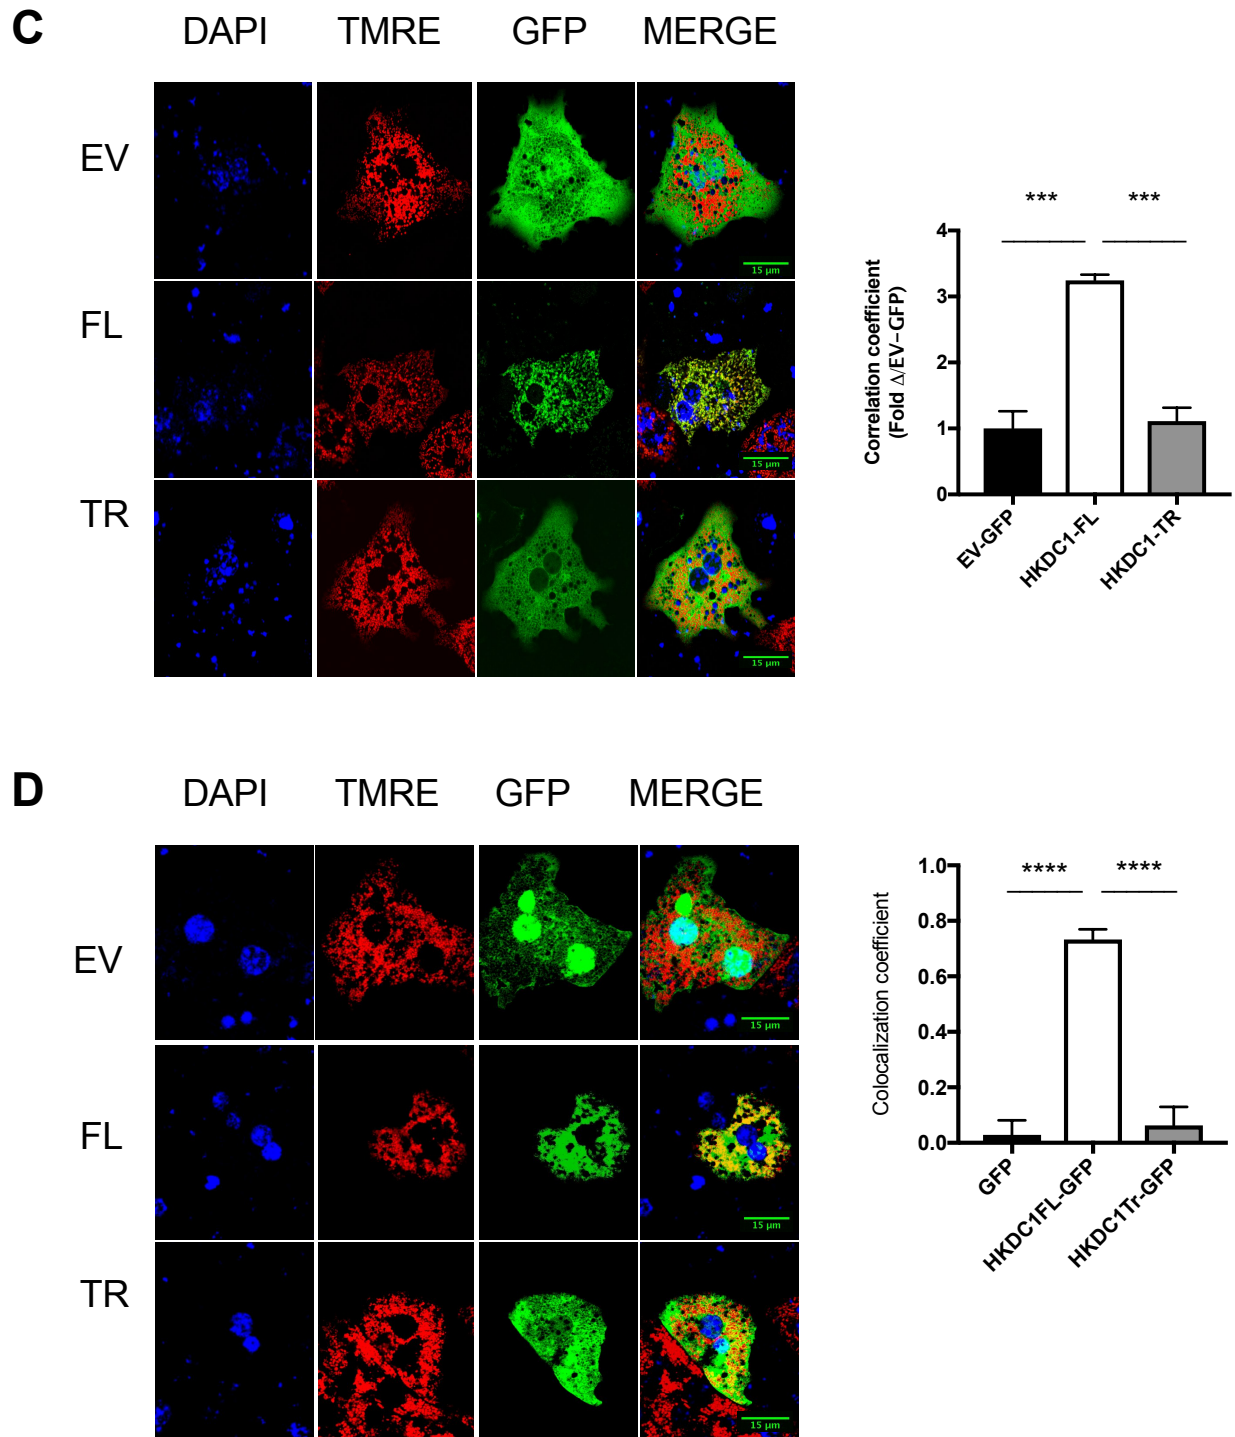 C
DAPI TMRE GFP MERGE
EV
15 µm
FL
15 µm
TR
15 µm
*** ***
Correlation coefficient
(Fold Δ/EV-GFP)
4
3
2
1
0
EV-GFP
HKDC1-FL
HKDC1-TR
D
DAPI TMRE GFP MERGE
EV
15 µm
FL
15 µm
TR
15 µm
**** ****
Colocalization coefficient
1.0
0.8
0.6
0.4
0.2
0.0
GFP
HKDC1FL-GFP
HKDC1Tr-GFP